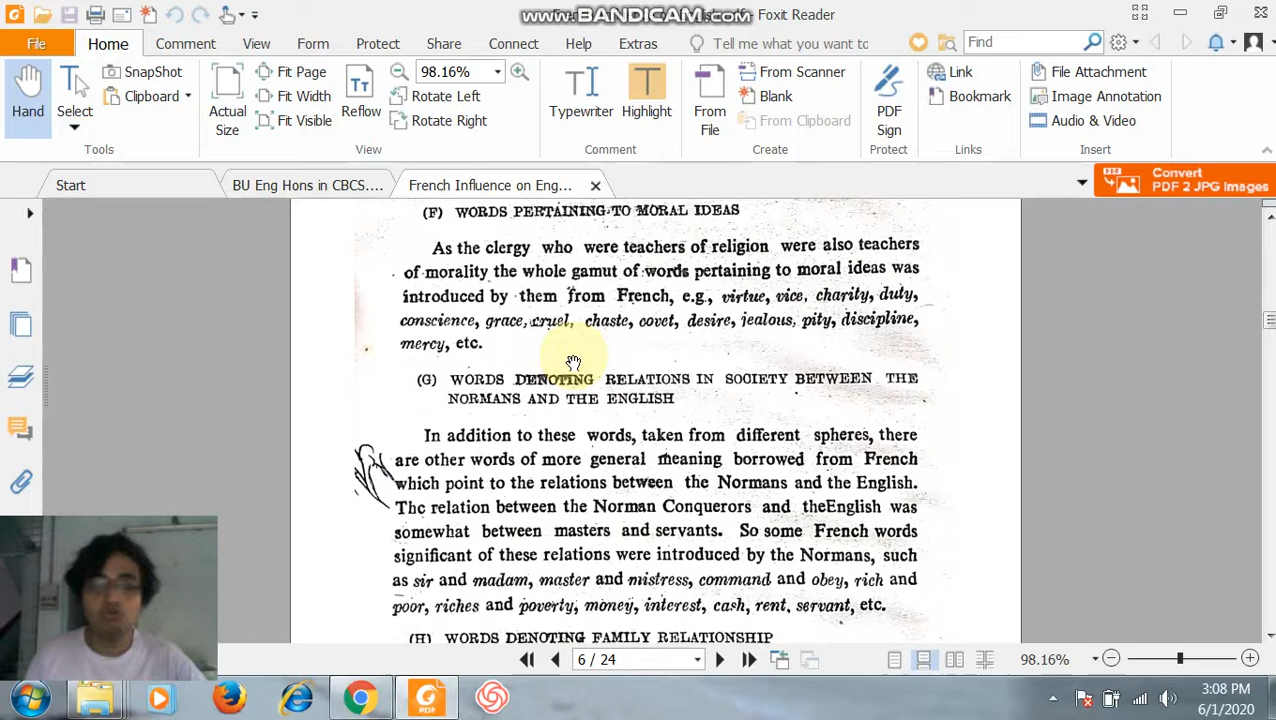 www.BANDICAM.com
Foxit Reader
File
Home
Comment
View
Form
Protect
Share
Connect
Help
Extras
Tell me what you want to
Find
Hand
Select
SnapShot
Clipboard
Tools
Actual Size
Fit Page
Fit Width
Fit Visible
Reflow
98.16%
Rotate Left
Rotate Right
View
Typewriter
Highlight
Comment
From File
From Scanner
Blank
From Clipboard
Create
PDF Sign
Protect
Link
Bookmark
Links
File Attachment
Image Annotation
Audio & Video
Insert
Start
BU Eng Hons in CBCS....
French Influence on Eng...
Convert
PDF 2 JPG Images
(F) WORDS PERTAINING TO MORAL IDEAS
As the clergy who were teachers of religion were also teachers
of morality the whole gamut of words pertaining to moral ideas was
introduced by them from French, e.g., virtue, vice, charity, duty,
conscience, grace, cruel, chaste, covet, desire, jealous, pity, discipline,
mercy, etc.
(G) WORDS DENOTING RELATIONS IN SOCIETY BETWEEN THE
NORMANS AND THE ENGLISH
In addition to these words, taken from different spheres, there
are other words of more general meaning borrowed from French
which point to the relations between the Normans and the English.
The relation between the Norman Conquerors and theEnglish was
somewhat between masters and servants. So some French words
significant of these relations were introduced by the Normans, such
as sir and madam, master and mistress, command and obey, rich and
poor, riches and poverty, money, interest, cash, rent, servant, etc.
(H) WORDS DENOTING FAMILY RELATIONSHIP
6 / 24
98.16%
3:08 PM
6/1/2020